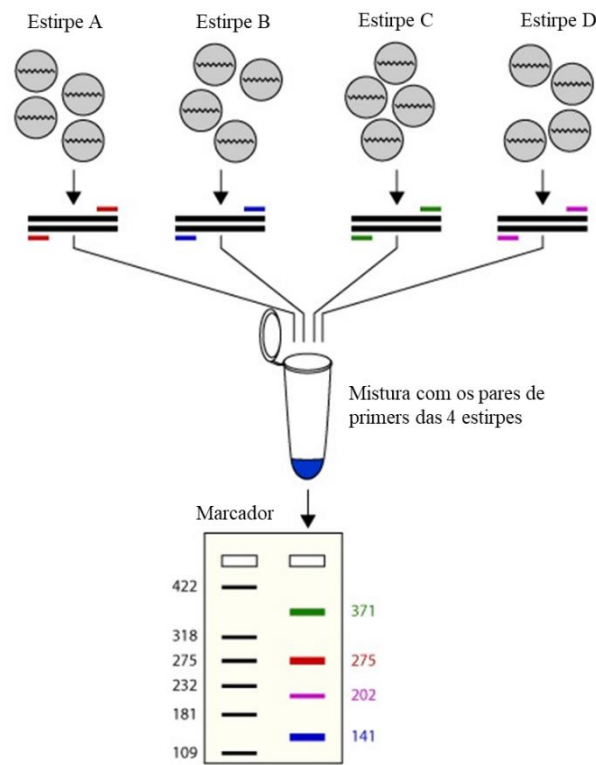 Estirpe A
Estirpe B
Estirpe C
Estirpe D
Mistura com os pares de
primers das 4 estirpes
Marcador
422
318
275
232
181
109
371
275
202
141